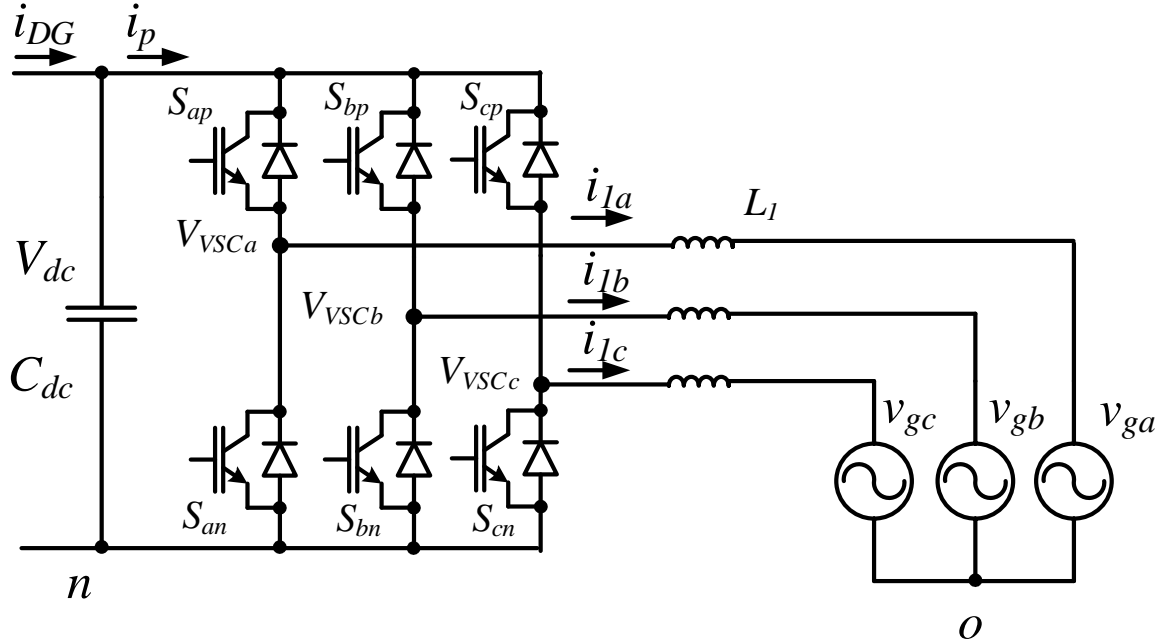 i_DG
i_p
S_ap
S_bp
S_cp
i_1a
L_1
V_VSCa
V_dc
i_1b
V_VSCb
i_1c
C_dc
V_VSCc
v_gc
v_gb
v_ga
S_an
S_bn
S_cn
n
o